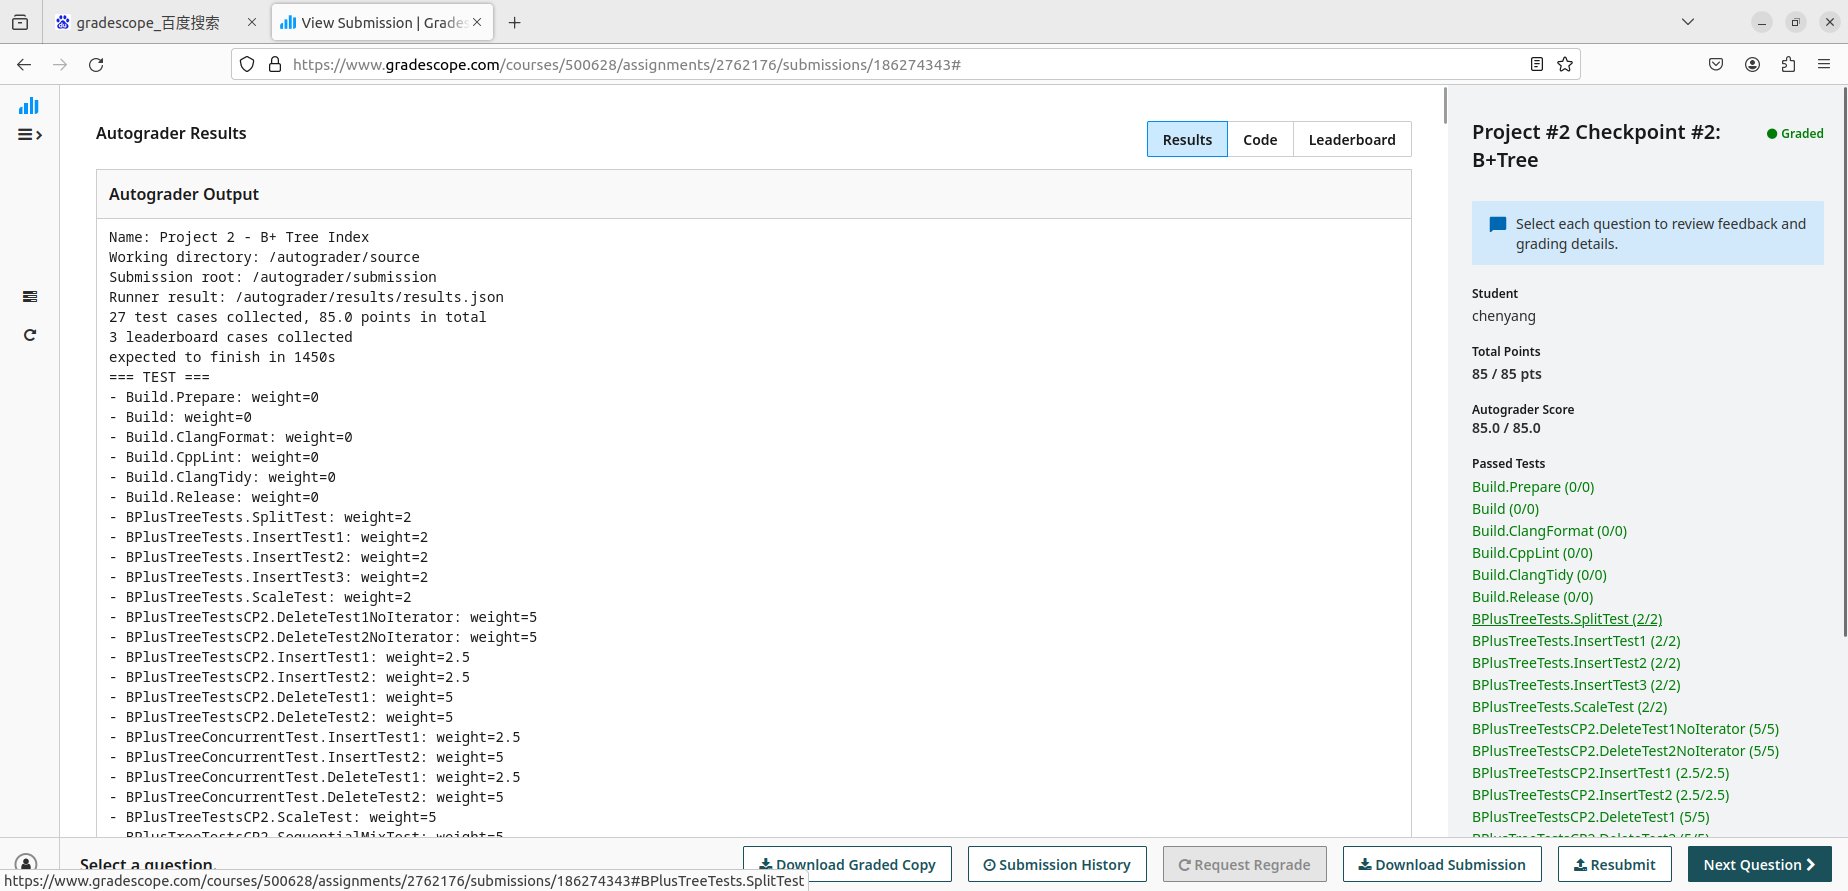 gradescope_百度搜索
View Submission | Grades
https://www.gradescope.com/courses/500628/assignments/2762176/submissions/186274343#
Autograder Results
Results
Code
Leaderboard
Autograder Output
Name: Project 2 - B+ Tree Index
Working directory: /autograder/source
Submission root: /autograder/submission
Runner result: /autograder/results/results.json
27 test cases collected, 85.0 points in total
3 leaderboard cases collected
expected to finish in 1450s
=== TEST ===
- Build.Prepare: weight=0
- Build: weight=0
- Build.ClangFormat: weight=0
- Build.CppLint: weight=0
- Build.ClangTidy: weight=0
- Build.Release: weight=0
- BPlusTreeTests.SplitTest: weight=2
- BPlusTreeTests.InsertTest1: weight=2
- BPlusTreeTests.InsertTest2: weight=2
- BPlusTreeTests.InsertTest3: weight=2
- BPlusTreeTests.ScaleTest: weight=2
- BPlusTreeTestsCP2.DeleteTest1NoIterator: weight=5
- BPlusTreeTestsCP2.DeleteTest2NoIterator: weight=5
- BPlusTreeTestsCP2.InsertTest1: weight=2.5
- BPlusTreeTestsCP2.InsertTest2: weight=2.5
- BPlusTreeTestsCP2.DeleteTest1: weight=5
- BPlusTreeTestsCP2.DeleteTest2: weight=5
- BPlusTreeConcurrentTest.InsertTest1: weight=2.5
- BPlusTreeConcurrentTest.InsertTest2: weight=5
- BPlusTreeConcurrentTest.DeleteTest1: weight=2.5
- BPlusTreeConcurrentTest.DeleteTest2: weight=5
- BPlusTreeTestsCP2.ScaleTest: weight=5
- BPlusTreeTestsCP2.SequentialMixTest: weight=5
Project #2 Checkpoint #2:
B+Tree
Graded
Select each question to review feedback and
grading details.
Student
chenyang
Total Points
85 / 85 pts
Autograder Score
85.0 / 85.0
Passed Tests
Build.Prepare (0/0)
Build (0/0)
Build.ClangFormat (0/0)
Build.CppLint (0/0)
Build.ClangTidy (0/0)
Build.Release (0/0)
BPlusTreeTests.SplitTest (2/2)
BPlusTreeTests.InsertTest1 (2/2)
BPlusTreeTests.InsertTest2 (2/2)
BPlusTreeTests.InsertTest3 (2/2)
BPlusTreeTests.ScaleTest (2/2)
BPlusTreeTestsCP2.DeleteTest1NoIterator (5/5)
BPlusTreeTestsCP2.DeleteTest2NoIterator (5/5)
BPlusTreeTestsCP2.InsertTest1 (2.5/2.5)
BPlusTreeTestsCP2.InsertTest2 (2.5/2.5)
BPlusTreeTestsCP2.DeleteTest1 (5/5)
BPlusTreeTestsCP2.DeleteTest2 (5/5)
Select a question.
Download Graded Copy
Submission History
Request Regrade
Download Submission
Resubmit
Next Question
https://www.gradescope.com/courses/500628/assignments/2762176/submissions/186274343#BPlusTreeTests.SplitTest